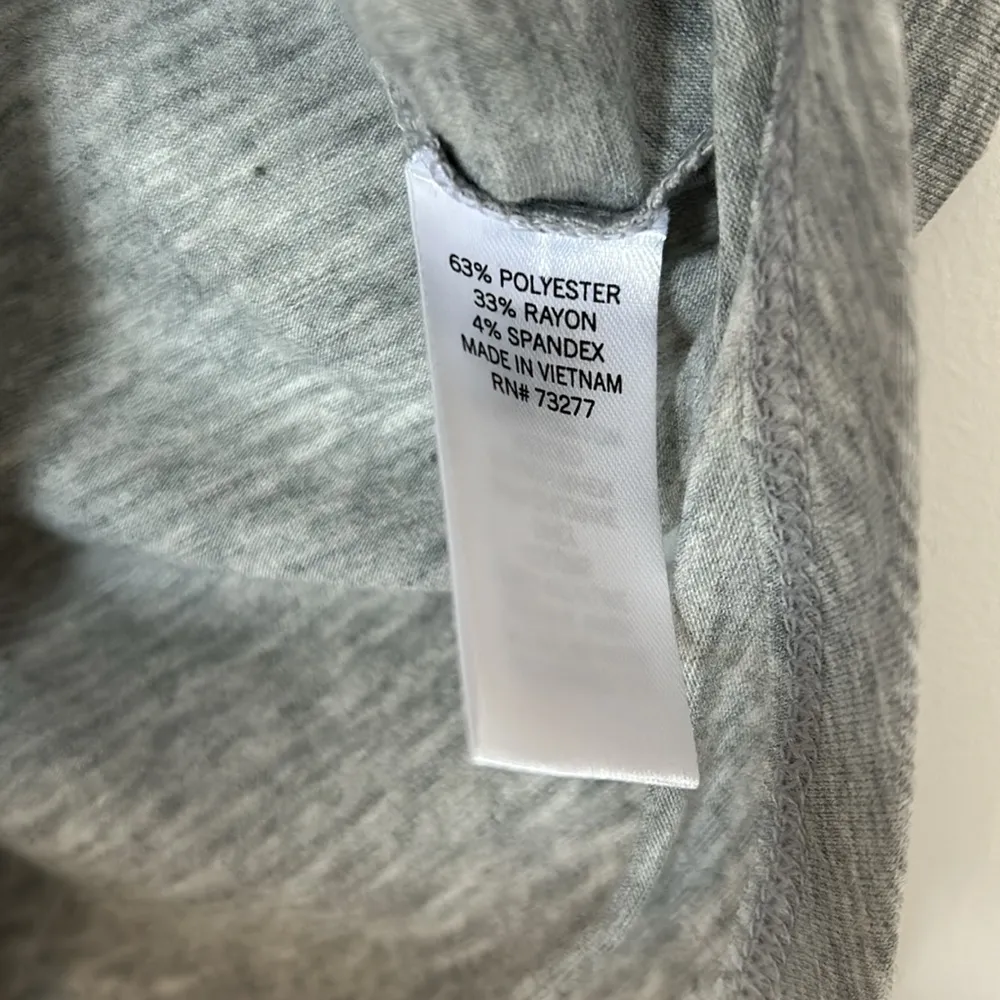 63% POLYESTER
33% RAYON
4% SPANDEX
MADE IN VIETNAM
RN# 73277